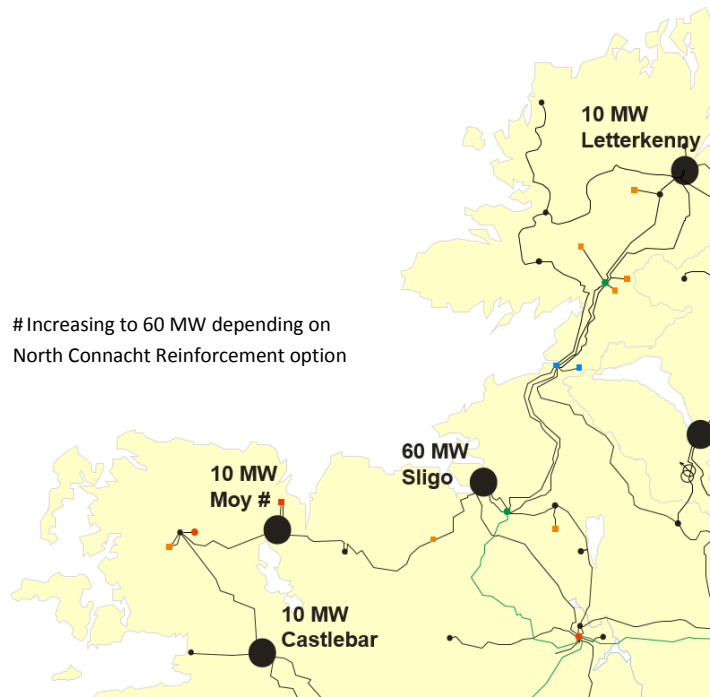 10 MW
Letterkenny
# Increasing to 60 MW depending on
North Connacht Reinforcement option
60 MW
Sligo
10 MW
Moy #
10 MW
Castlebar